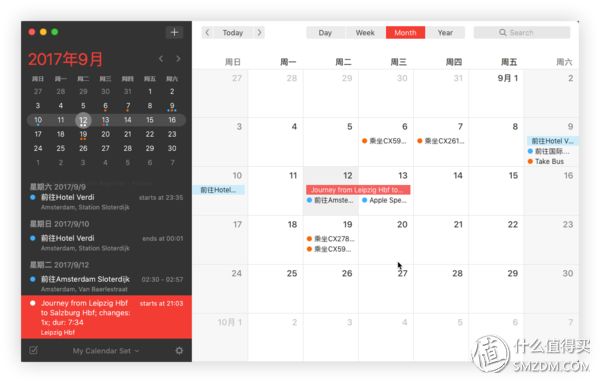 2017年9月
周日 周一 周二 周三 周四 周五 周六
27 28 29 30 31 1 2
3 4 5 6 7 8 9
10 11 12 13 14 15 16
17 18 19 20 21 22 23
24 25 26 27 28 29 30
1 2 3 4 5 6 7
星期六 2017/9/9
前往Hotel Verdi starts at 23:35
Amsterdam, Station Sloterdijk
星期日 2017/9/10
前往Hotel Verdi ends at 00:01
Amsterdam, Station Sloterdijk
星期二 2017/9/12
前往Amsterdam Sloterdijk 02:30 – 02:57
Amsterdam, Van Baerlestraat
Journey from Leipzig Hbf starts at 21:03
to Salzburg Hbf; changes:
1x; dur: 7:34
Leipzig Hbf
My Calendar Set
Today
Day Week Month Year
Search
周日 周一 周二 周三 周四 周五 周六
27 28 29 30 31 9月 1 2
3 4 5 6 7 8 9
乘坐CX59... 乘坐CX261... 前往Hotel V...
前往国际...
Take Bus
10 11 12 13 14 15 16
前往Hotel... Journey from Leipzig Hbf to...
前往Amste... Apple Spe...
17 18 19 20 21 22 23
乘坐CX278...
乘坐CX59...
24 25 26 27 28 29 30
10月 1 2 3 4 5
值 什么值得买
SMZDM.COM